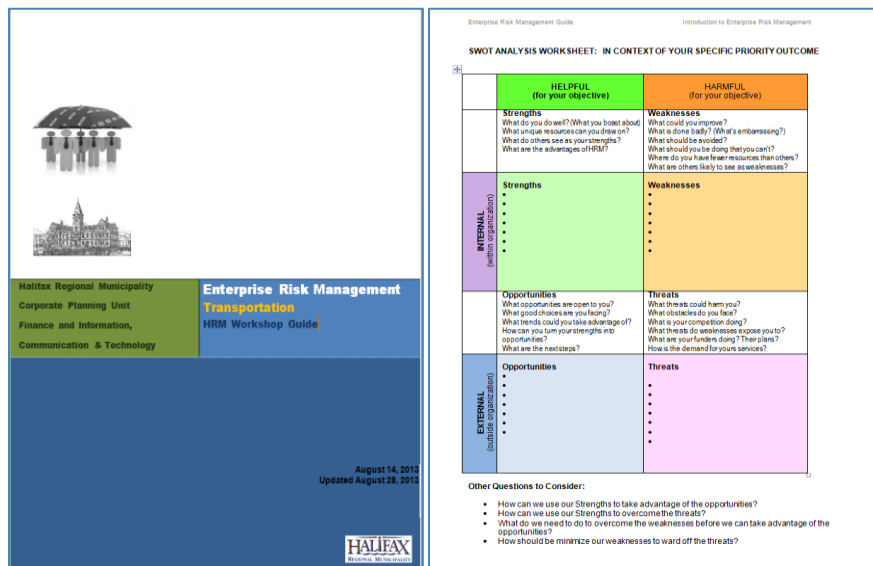 Halifax Regional Municipality
Corporate Planning Unit
Finance and Information,
Communication & Technology
Enterprise Risk Management
Transportation
HRM Workshop Guide
August 14, 2013
Updated August 28, 2013
HALIFAX
REGIONAL MUNICIPALITY
Enterprise Risk Management Guide: Introduction to Enterprise Risk Management
SWOT ANALYSIS WORKSHEET: IN CONTEXT OF YOUR SPECIFIC PRIORITY OUTCOME
HELPFUL
(for your objective)
HARMFUL
(for your objective)
Strengths
What do you do well? (What you boast about)
What unique resources can you draw on?
What do others see as your strengths?
What are the advantages of HRM?
Weaknesses
What could you improve?
What is done badly? (What's embarrassing?)
What should be avoided?
What should you be doing that you can't?
Where do you have fewer resources than others?
What are others likely to see as weaknesses?
INTERNAL
(within organization)
Strengths
Weaknesses
Opportunities
What opportunities are open to you?
What good choices are you facing?
What trends could you take advantage of?
How can you turn your strengths into
opportunities?
What are the next steps?
Threats
What threats could harm you?
What obstacles do you face?
What is your competition doing?
What threats do weaknesses expose you to?
What are your funders doing? Their plans?
How is the demand for yours services?
EXTERNAL
(outside organization)
Opportunities
Threats
Other Questions to Consider:
• How can we use our Strengths to take advantage of the opportunities?
• How can we use our Strengths to overcome the threats?
• What do we need to do to overcome the weaknesses before we can take advantage of the
opportunities?
• How should be minimize our weaknesses to ward off the threats?